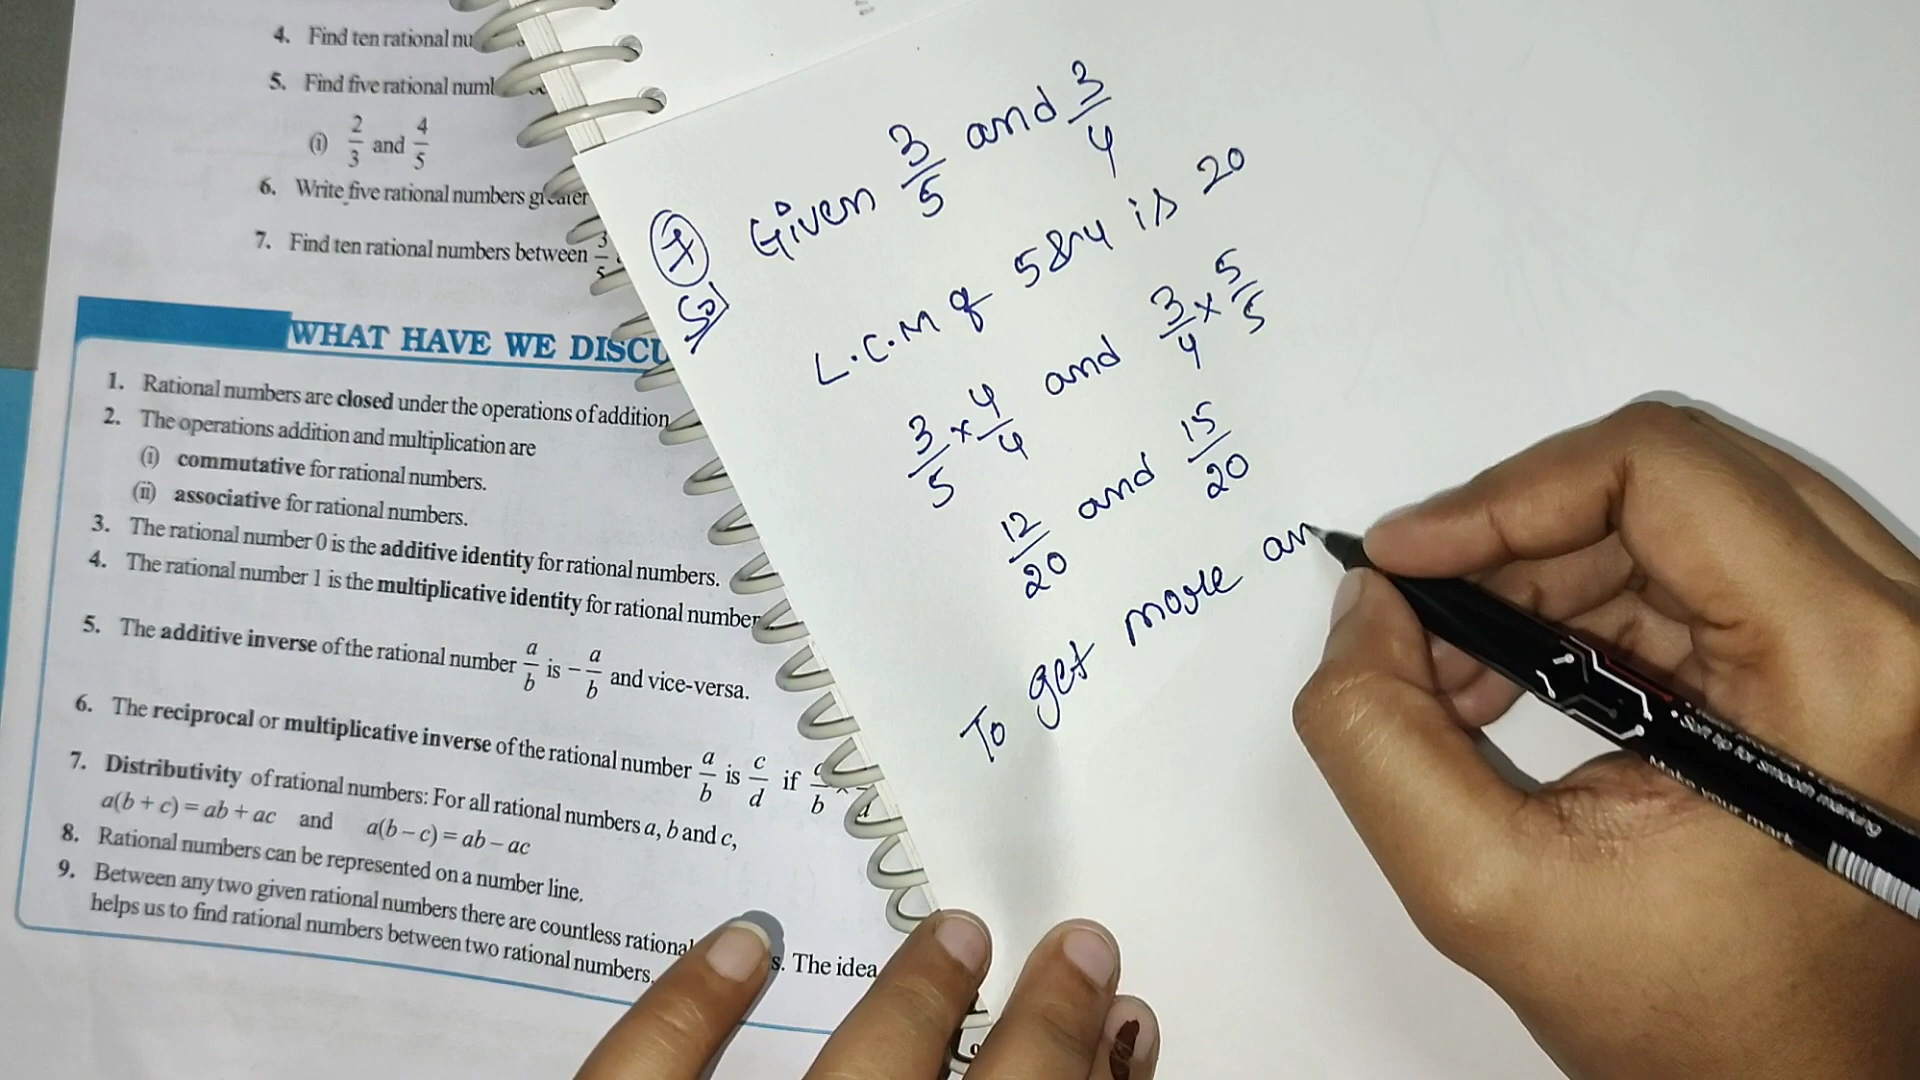 4. Find ten rational nu
5. Find five rational num
(i) 2/3 and 4/5
6. Write five rational numbers greater
7. Find ten rational numbers between 3/5
WHAT HAVE WE DISCU
1. Rational numbers are closed under the operations of addition
2. The operations addition and multiplication are
(i) commutative for rational numbers.
(ii) associative for rational numbers.
3. The rational number 0 is the additive identity for rational numbers.
4. The rational number 1 is the multiplicative identity for rational number
5. The additive inverse of the rational number a/b is -a/b and vice-versa.
6. The reciprocal or multiplicative inverse of the rational number a/b is c/d if
7. Distributivity of rational numbers: For all rational numbers a, b and c,
a(b + c) = ab + ac and a(b – c) = ab – ac
8. Rational numbers can be represented on a number line.
9. Between any two given rational numbers there are countless rational s. The idea
helps us to find rational numbers between two rational numbers.
7 Given 3/5 and 3/4
Sol
L.C.M of 5 & 4 is 20
3/5 × 4/4 and 3/4 × 5/5
12/20 and 15/20
To get more an
Soft tip for smooth marking
Make your mark